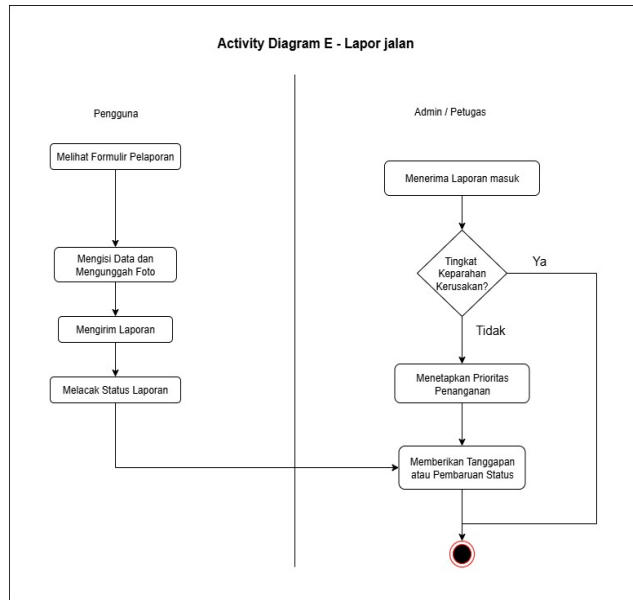 Activity Diagram E - Lapor jalan
Pengguna
Admin / Petugas
Melihat Formulir Pelaporan
Mengisi Data dan
Mengunggah Foto
Mengirim Laporan
Melacak Status Laporan
Menerima Laporan masuk
Tingkat
Keparahan
Kerusakan?
Ya
Tidak
Menetapkan Prioritas
Penanganan
Memberikan Tanggapan
atau Pembaruan Status